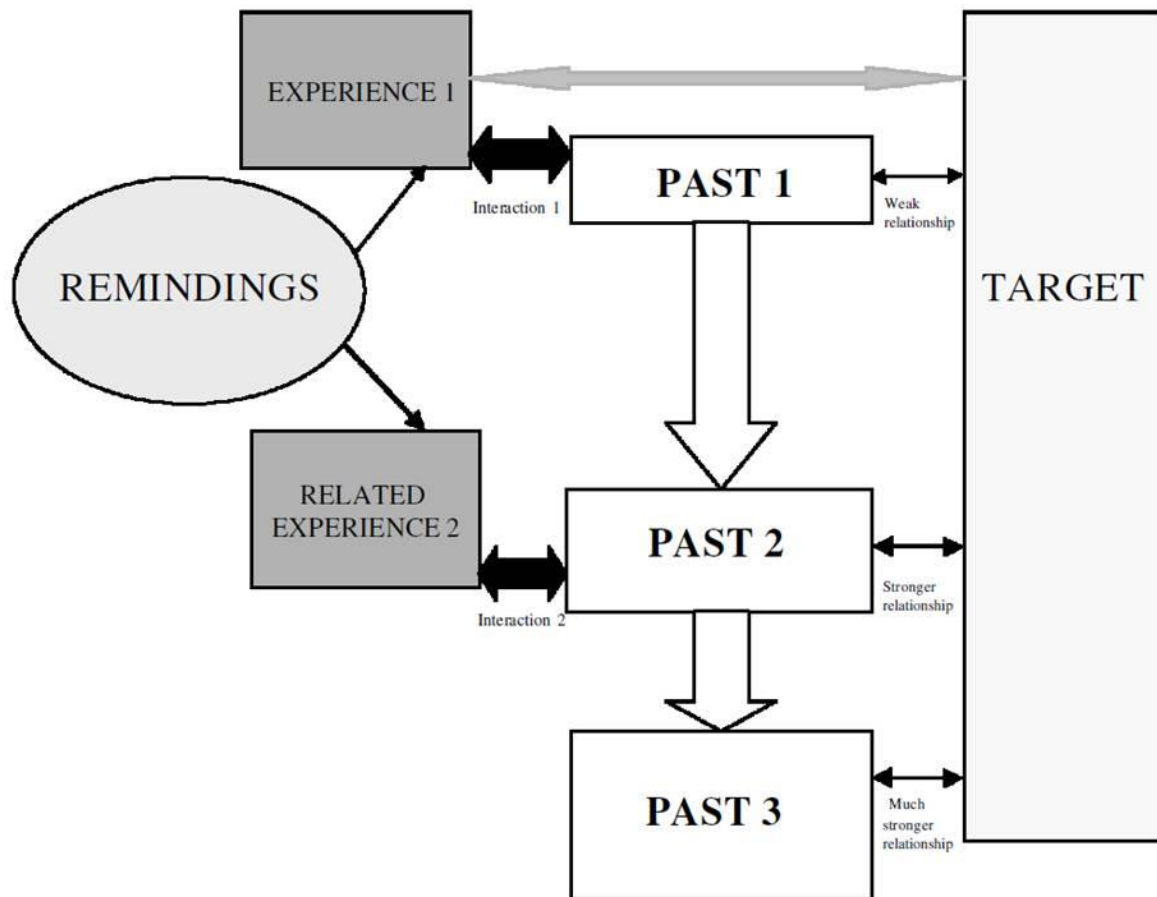 EXPERIENCE 1
Interaction 1
PAST 1
Weak
relationship
REMINDINGS
TARGET
RELATED
EXPERIENCE 2
Interaction 2
PAST 2
Stronger
relationship
PAST 3
Much
stronger
relationship